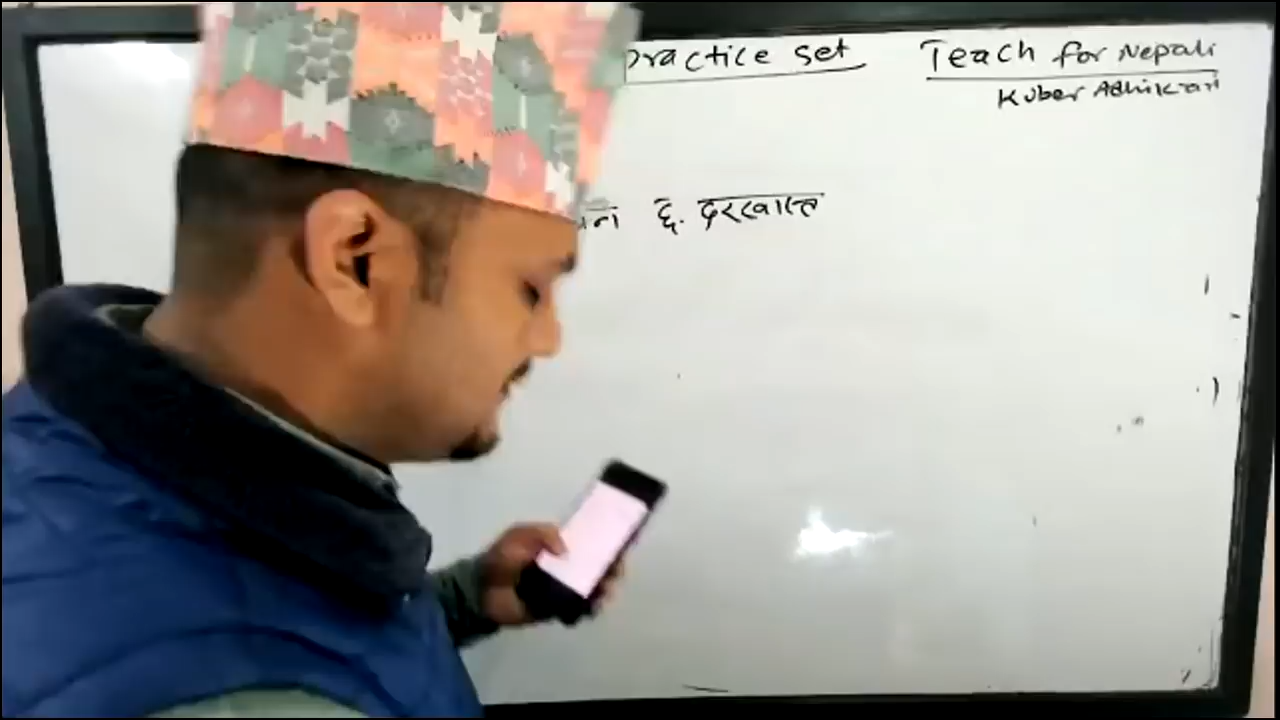 Practice set
Teach for Nepali
Kuber Adhikari
द. दरखास्त